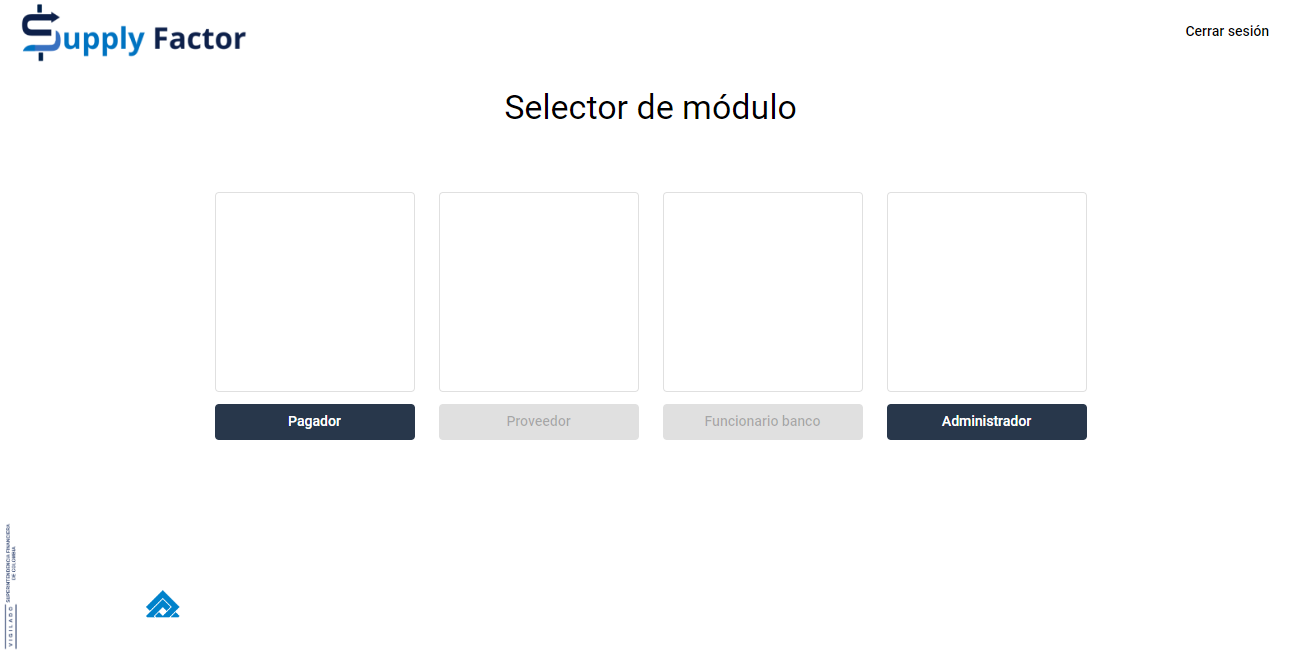 Supply Factor
Cerrar sesión
Selector de módulo
Pagador
Proveedor
Funcionario banco
Administrador
SUPERINTENDENCIA FINANCIERA
DE COLOMBIA
VIGILADO